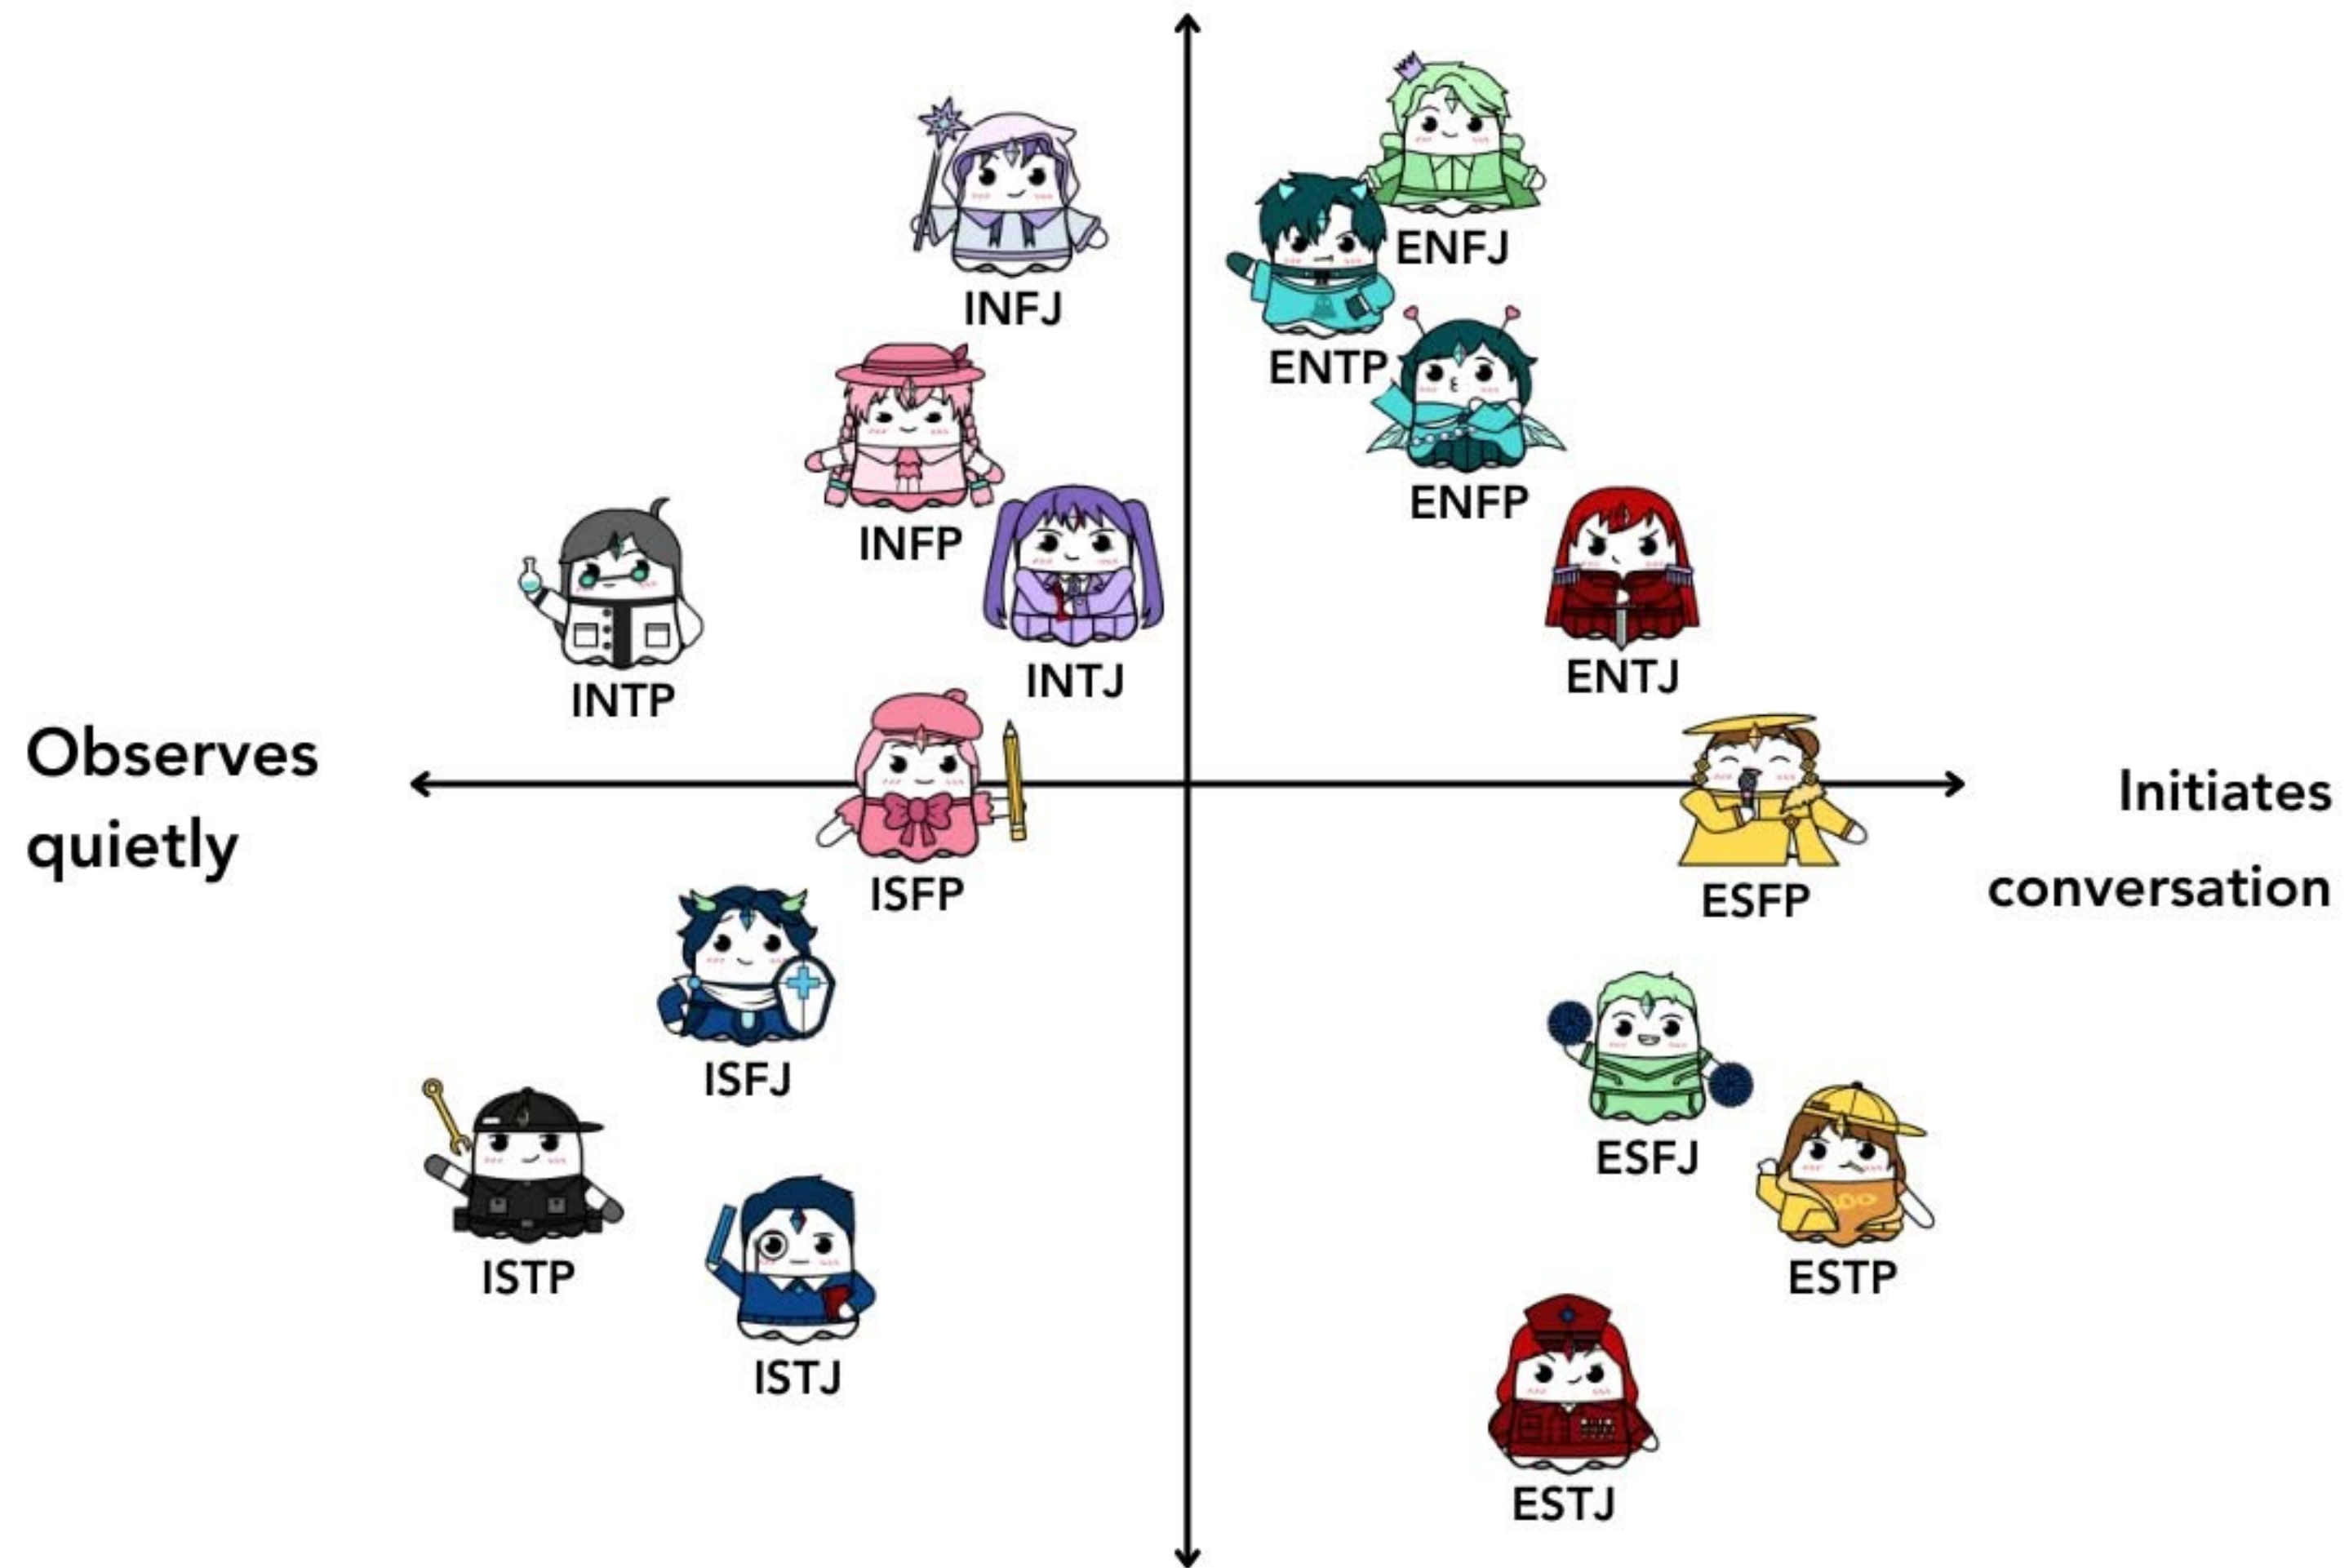 ENFJ
INFJ
ENTP
ENFP
INFP
ENTJ
INTJ
INTP
Observes
quietly
Initiates
conversation
ISFP
ESFP
ISFJ
ESFJ
ISTP
ESTP
ISTJ
ESTJ